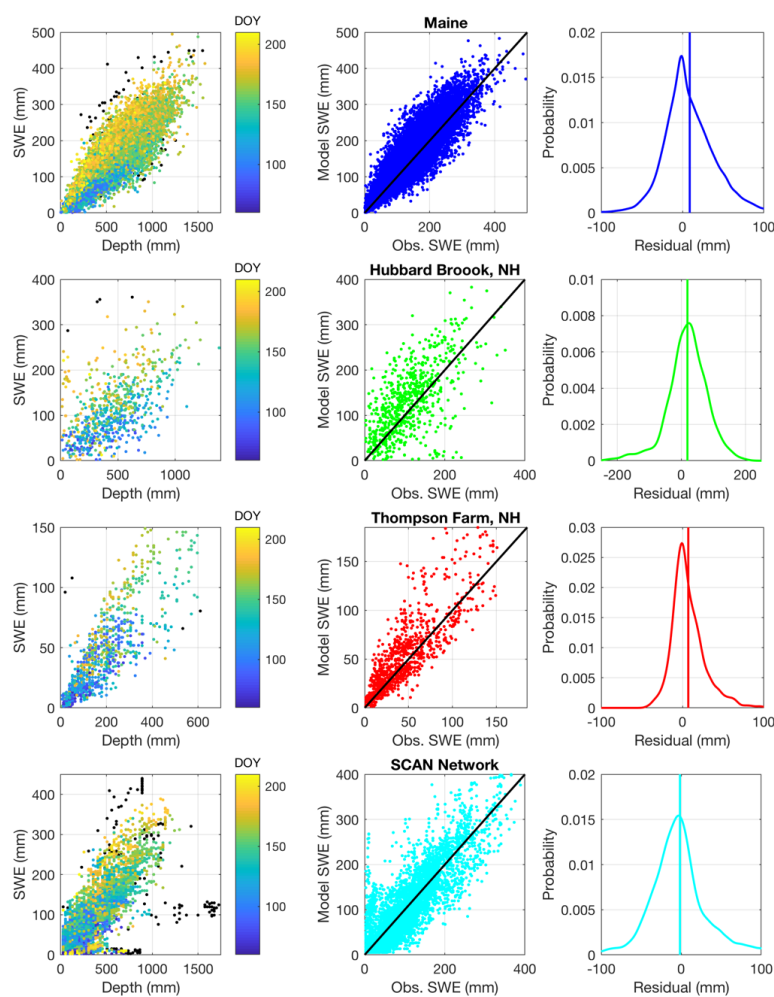 DOY
Maine
500
400
300
200
100
0
SWE (mm)
0 500 1000 1500
Depth (mm)
200
150
100
500
400
300
200
100
0
Model SWE (mm)
0 200 400
Obs. SWE (mm)
0.02
0.015
0.01
0.005
0
Probability
-100 0 100
Residual (mm)
DOY
Hubbard Broook, NH
400
300
200
100
0
SWE (mm)
0 500 1000
Depth (mm)
200
150
100
400
300
200
100
0
Model SWE (mm)
0 200 400
Obs. SWE (mm)
0.01
0.008
0.006
0.004
0.002
0
Probability
-200 0 200
Residual (mm)
DOY
Thompson Farm, NH
150
100
50
0
SWE (mm)
0 200 400 600
Depth (mm)
200
150
100
150
100
50
0
Model SWE (mm)
0 50 100 150
Obs. SWE (mm)
0.03
0.025
0.02
0.015
0.01
0.005
0
Probability
-100 0 100
Residual (mm)
DOY
SCAN Network
400
300
200
100
0
SWE (mm)
0 500 1000 1500
Depth (mm)
200
150
100
400
300
200
100
0
Model SWE (mm)
0 200 400
Obs. SWE (mm)
0.02
0.015
0.01
0.005
0
Probability
-100 0 100
Residual (mm)